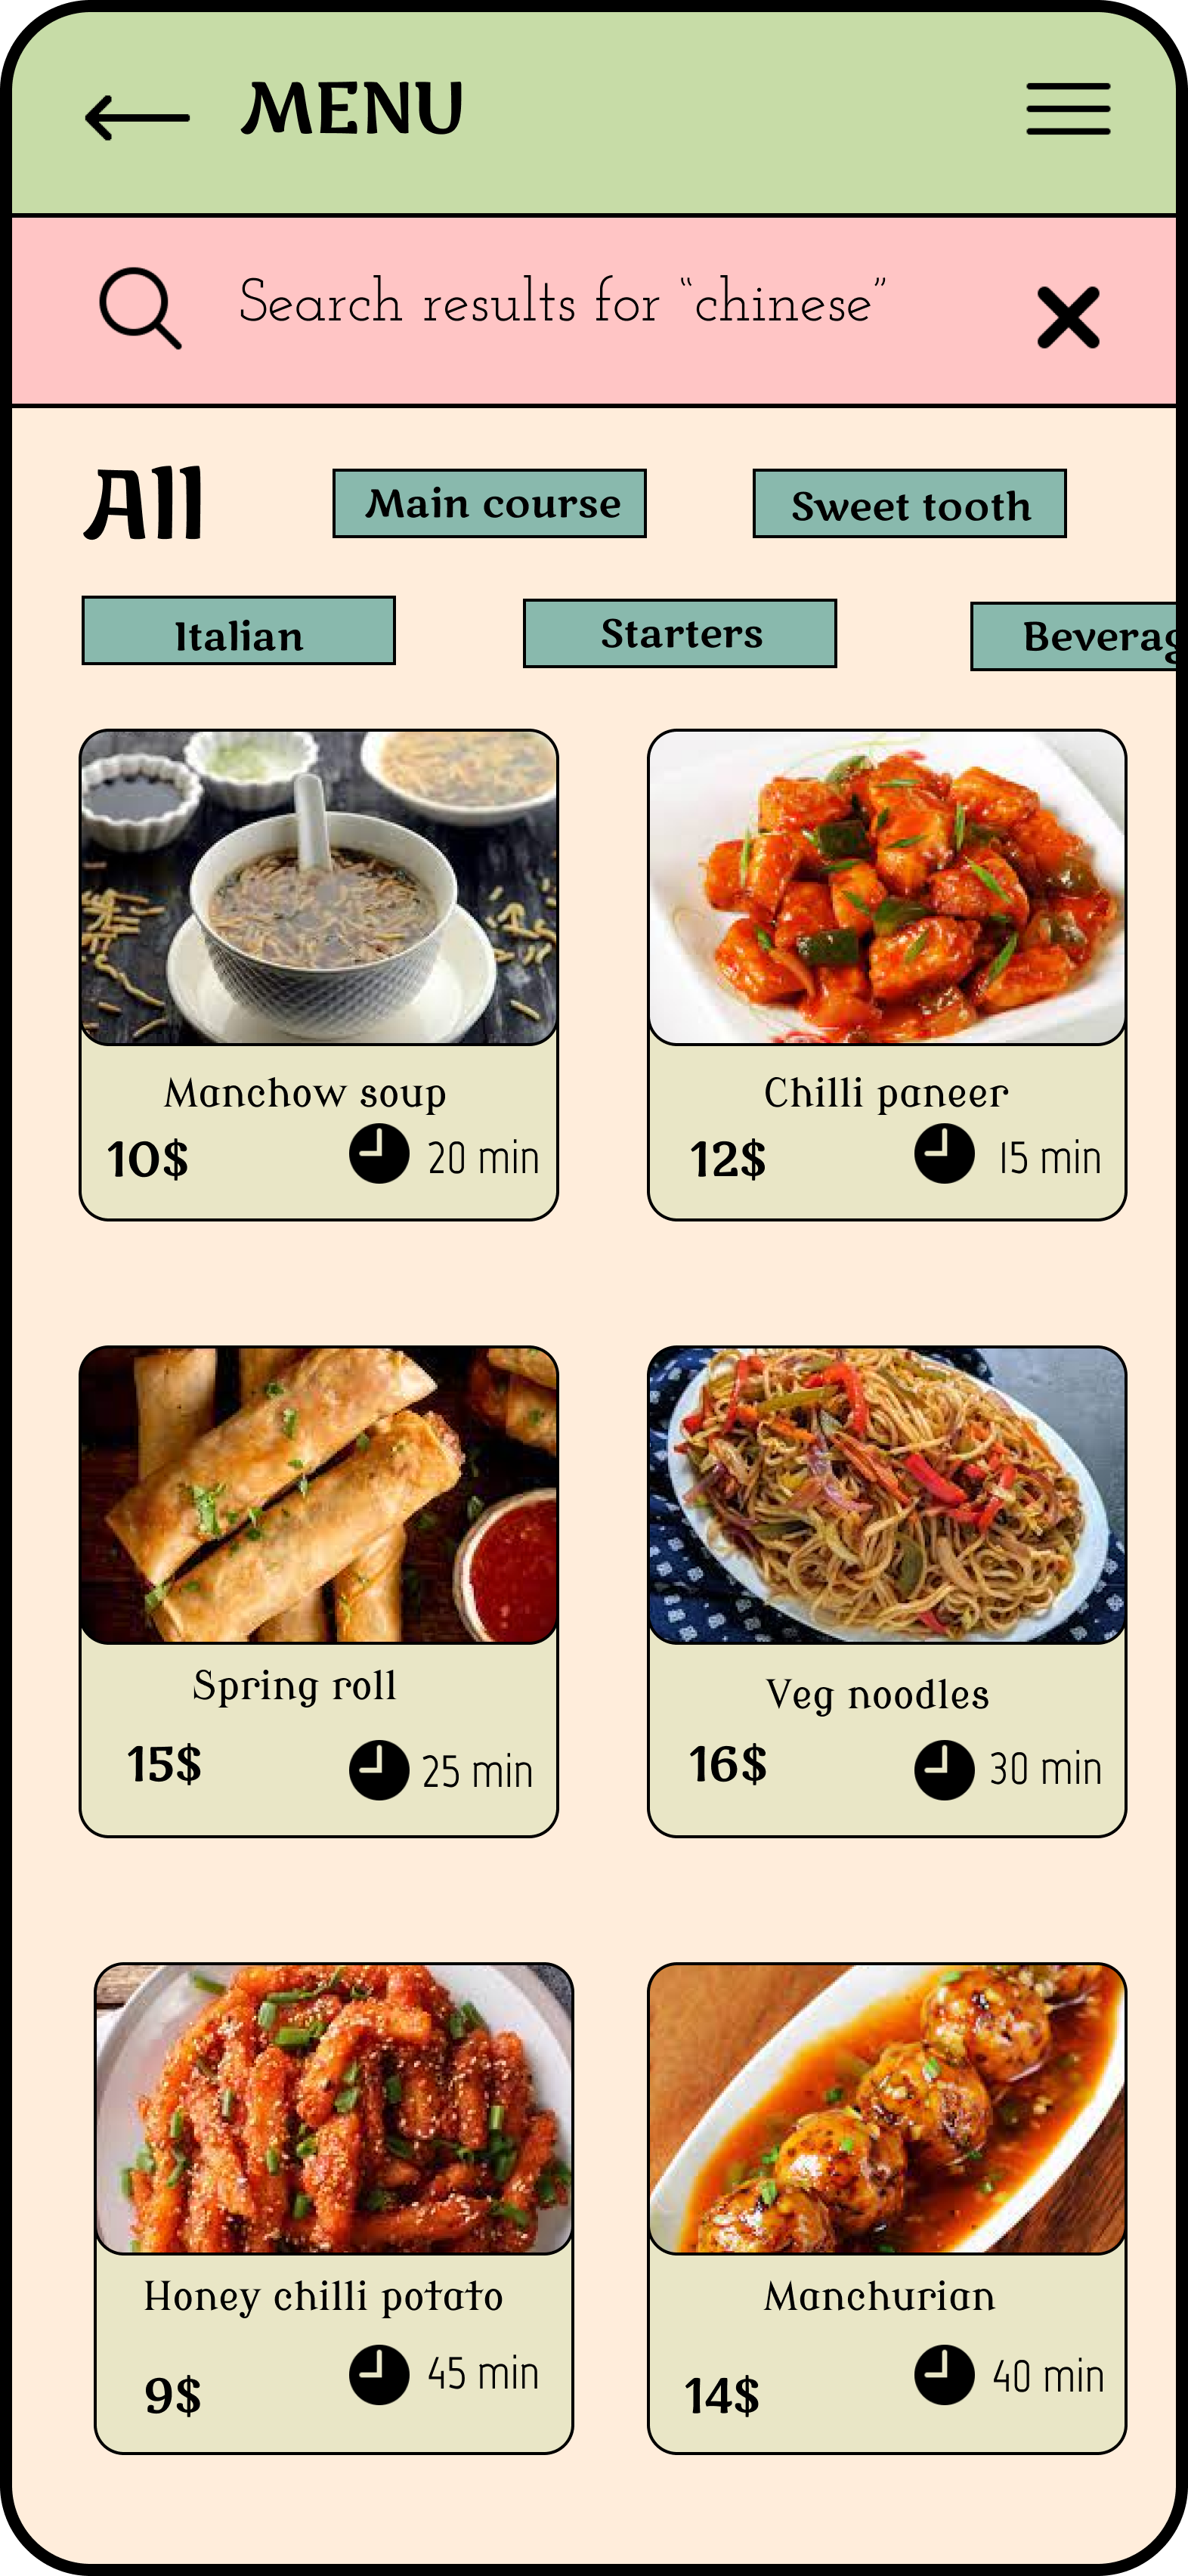 MENU
Search results for “chinese”
All Main course Sweet tooth
Italian Starters Beverag
Manchow soup
10$ 20 min
Chilli paneer
12$ 15 min
Spring roll
15$ 25 min
Veg noodles
16$ 30 min
Honey chilli potato
9$ 45 min
Manchurian
14$ 40 min